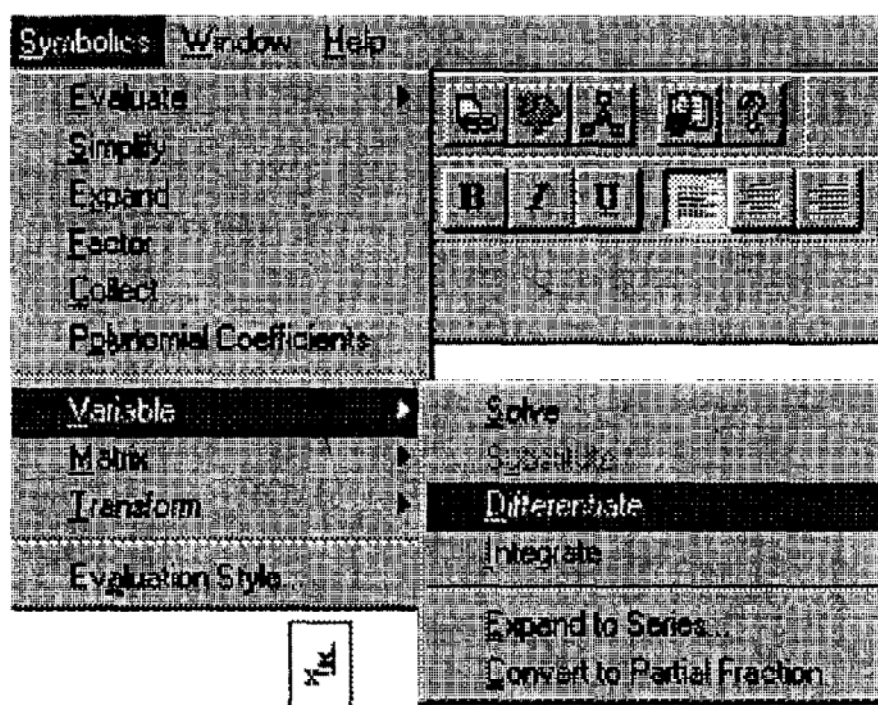 Symbolics Window Help
Evaluate
Simplify
Expand
Factor
Collect
Polynomial Coefficients
Variable
Matrix
Transform
Evaluation Style...
B I U
Solve
Substitute
Differentiate
Integrate
Expand to Series...
Convert to Partial Fraction